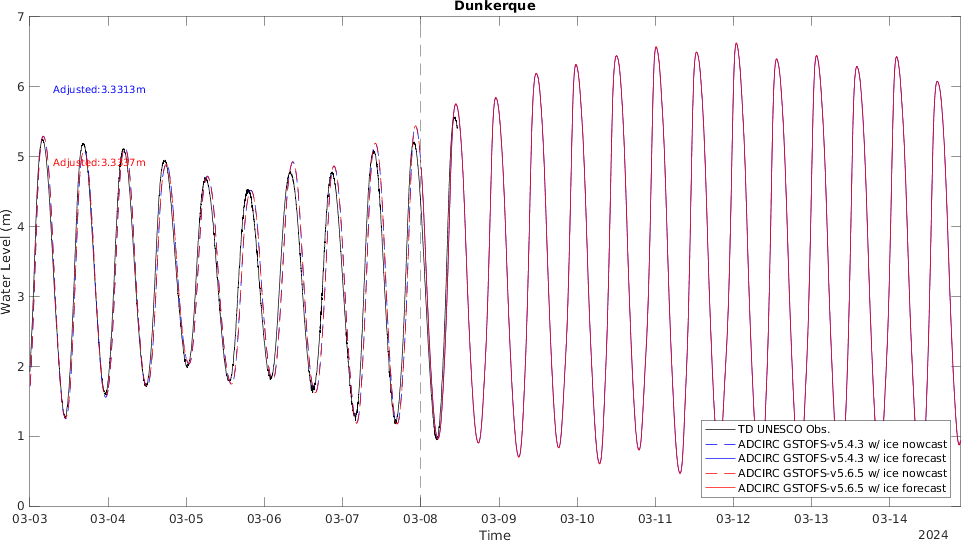 Dunkerque
7
6
5
4
3
2
1
0
Water Level (m)
Adjusted:3.3313m
Adjusted:3.3337m
TD UNESCO Obs.
ADCIRC GSTOFS-v5.4.3 w/ ice nowcast
ADCIRC GSTOFS-v5.4.3 w/ ice forecast
ADCIRC GSTOFS-v5.6.5 w/ ice nowcast
ADCIRC GSTOFS-v5.6.5 w/ ice forecast
03-03 03-04 03-05 03-06 03-07 03-08 03-09 03-10 03-11 03-12 03-13 03-14
Time
2024